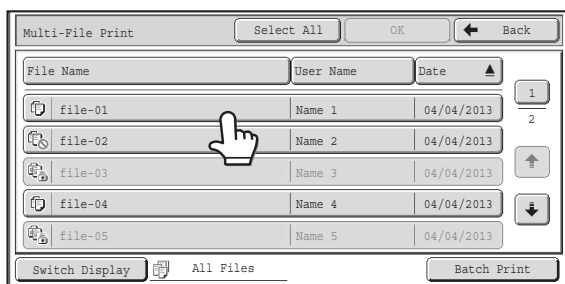 Multi-File Print Select All OK Back
File Name User Name Date
file-01 Name 1 04/04/2013
1
2
file-02 Name 2 04/04/2013
file-03 Name 3 04/04/2013
file-04 Name 4 04/04/2013
file-05 Name 5 04/04/2013
Switch Display All Files Batch Print